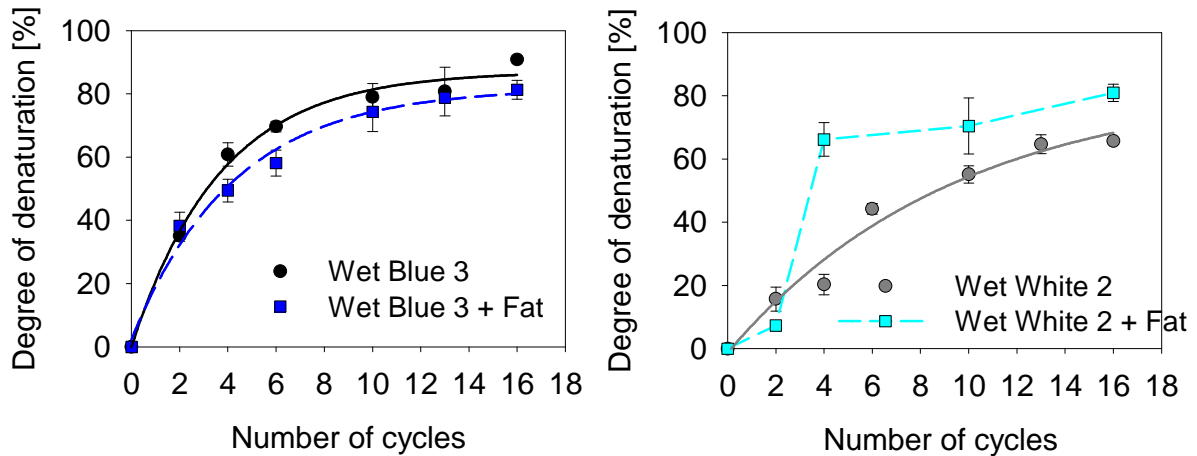 Degree of denaturation [%]
100
80
60
40
20
0
0 2 4 6 8 10 12 14 16 18
Number of cycles
Wet Blue 3
Wet Blue 3 + Fat
Degree of denaturation [%]
100
80
60
40
20
0
0 2 4 6 8 10 12 14 16 18
Number of cycles
Wet White 2
Wet White 2 + Fat